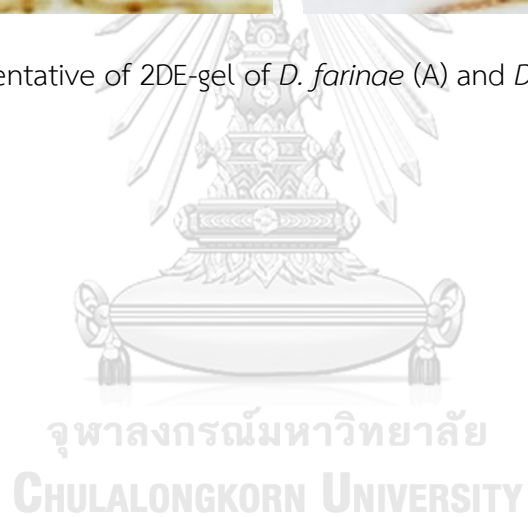 entative of 2DE-gel of D. farinae (A) and D
จุฬาลงกรณ์มหาวิทยาลัย
CHULALONGKORN UNIVERSITY